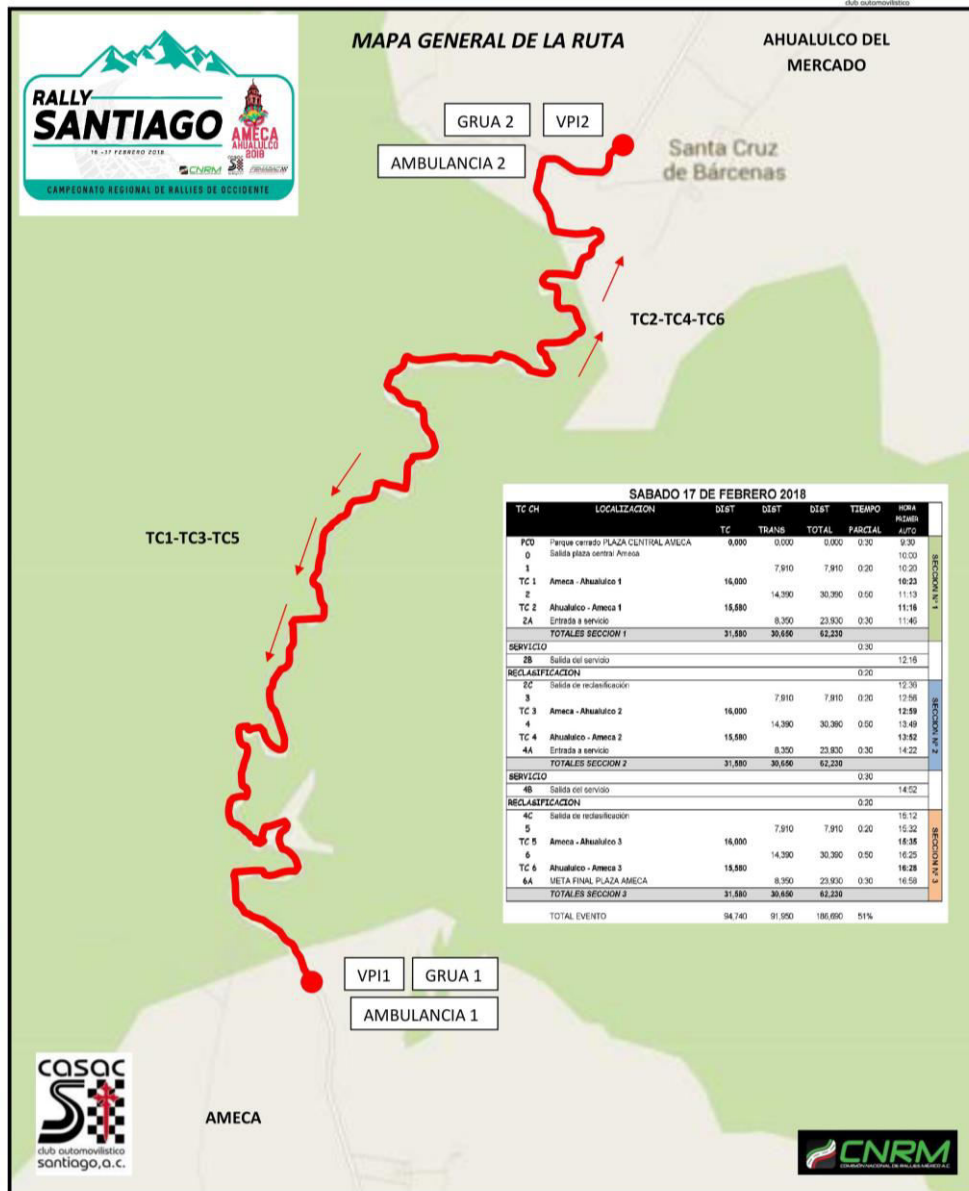 club automovilístico
MAPA GENERAL DE LA RUTA
AHUALULCO DEL
MERCADO
RALLY
SANTIAGO
16 -17 FEBRERO 2018
AMECA
AHUALULCO
2018
CNRM
CAMPEONATO REGIONAL DE RALLIES DE OCCIDENTE
GRUA 2
VPI2
AMBULANCIA 2
Santa Cruz
de Bárcenas
TC2-TC4-TC6
TC1-TC3-TC5
SABADO 17 DE FEBRERO 2018
TC CH LOCALIZACION DIST DIST DIST TIEMPO HORA
PRIMER
TC TRANS TOTAL PARCIAL AUTO
PC0 Parque cerrado PLAZA CENTRAL AMECA 0,000 0,000 0,000 0:30 9:30
0 Salida plaza central Ameca 10:00
1 7,910 7,910 0:20 10:20
TC 1 Ameca - Ahualulco 1 16,000 10:23
2 14,390 30,390 0:50 11:13
TC 2 Ahualulco - Ameca 1 15,580 11:16
2A Entrada a servicio 8,350 23,930 0:30 11:46
TOTALES SECCION 1 31,580 30,650 62,230
SECCION Nº 1
SERVICIO 0:30
2B Salida del servicio 12:16
RECLASIFICACION 0:20
2C Salida de reclasificación 12:36
3 7,910 7,910 0:20 12:56
TC 3 Ameca - Ahualulco 2 16,000 12:59
4 14,390 30,390 0:50 13:49
TC 4 Ahualulco - Ameca 2 15,580 13:52
4A Entrada a servicio 8,350 23,930 0:30 14:22
TOTALES SECCION 2 31,580 30,650 62,230
SECCION Nº 2
SERVICIO 0:30
4B Salida del servicio 14:52
RECLASIFICACION 0:20
4C Salida de reclasificación 15:12
5 7,910 7,910 0:20 15:32
TC 5 Ameca - Ahualulco 3 16,000 15:35
6 14,390 30,390 0:50 16:25
TC 6 Ahualulco - Ameca 3 15,580 16:28
6A META FINAL PLAZA AMECA 8,350 23,930 0:30 16:58
TOTALES SECCION 3 31,580 30,650 62,230
SECCION Nº 3
TOTAL EVENTO 94,740 91,950 186,690 51%
VPI1
GRUA 1
AMBULANCIA 1
AMECA
casac
club automovilístico
santiago,a.c.
CNRM
COMISIÓN NACIONAL DE RALLIES MÉXICO A.C